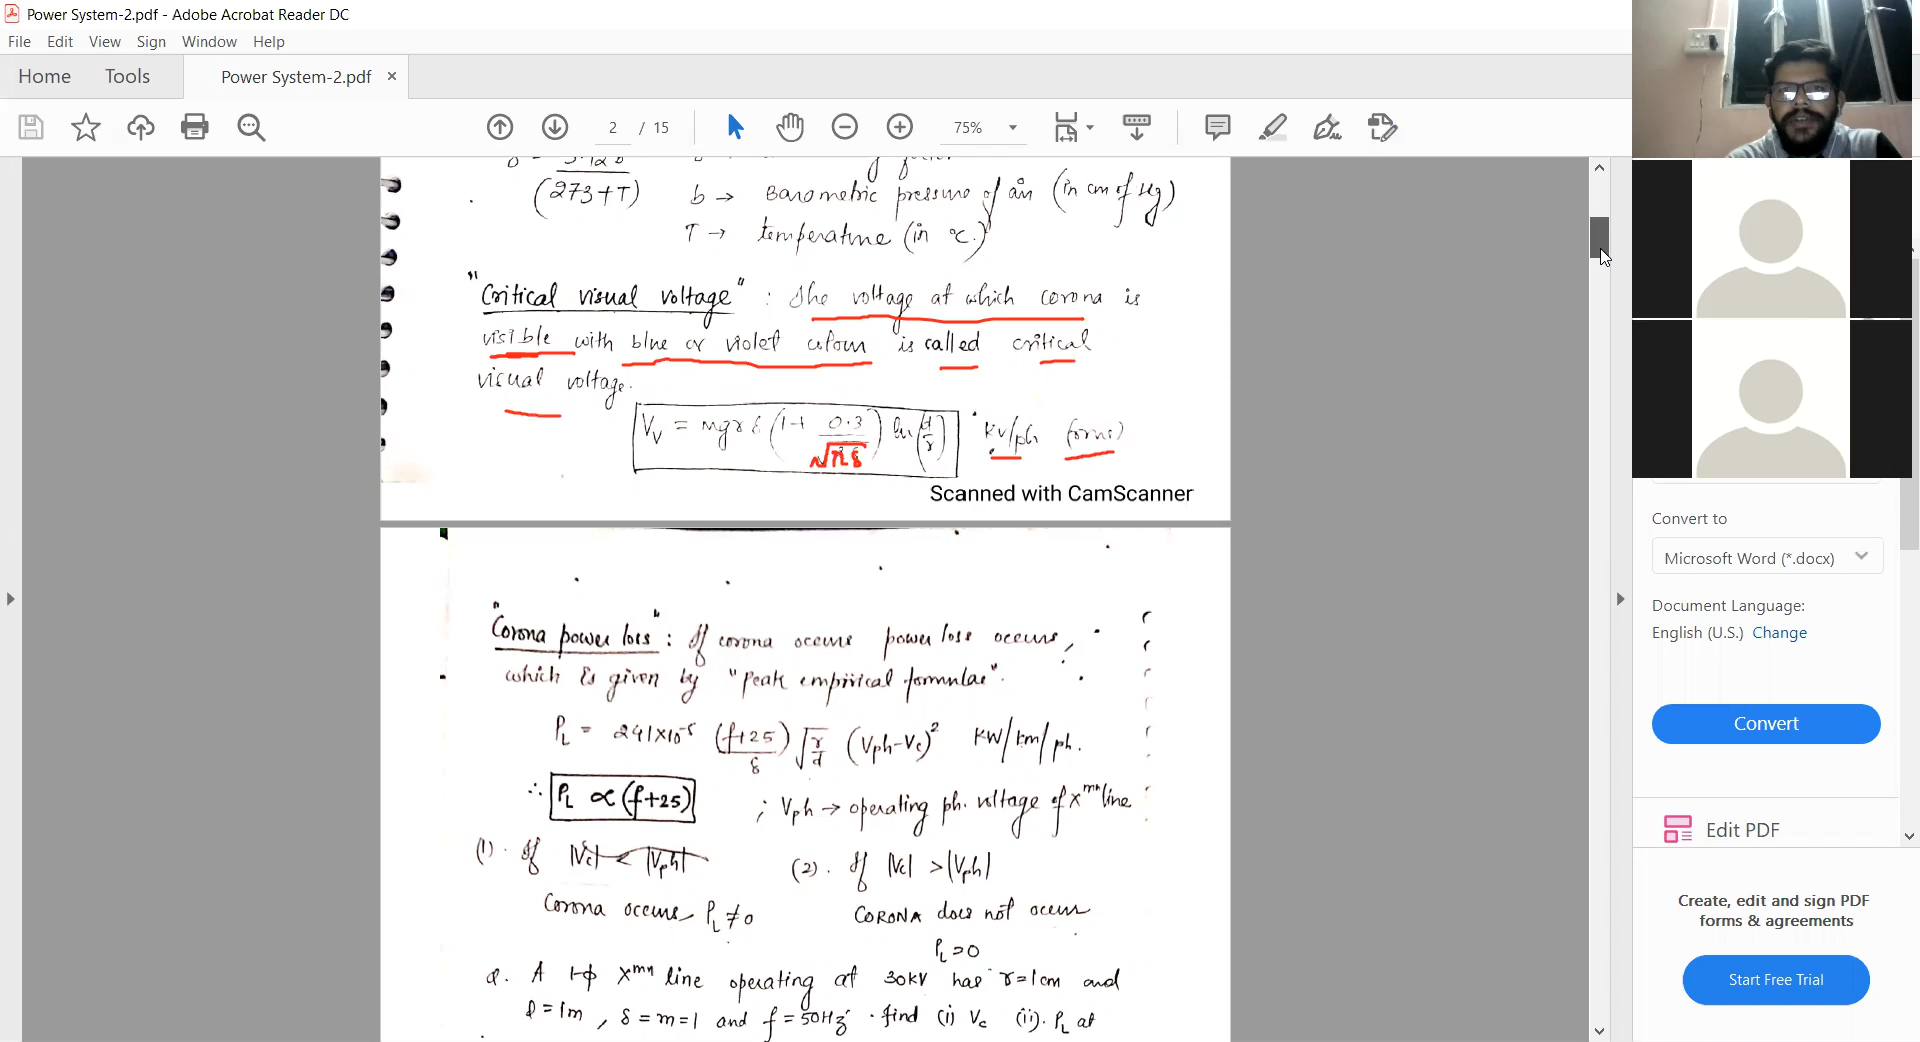 Power System-2.pdf - Adobe Acrobat Reader DC
File Edit View Sign Window Help
Home Tools Power System-2.pdf ×
2 / 15 75%
δ = 3.92b
(273+T)
b → Barometric pressure of air (in cm of Hg)
T → temperature (in °C.)
"Critical visual voltage" : The voltage at which corona is
visible with blue or violet colour is called critical
visual voltage.
Vv = mgrδ (1+ 0.3/√rδ) ln(d/r) kV/ph (rms)
Scanned with CamScanner
"Corona power loss" : If corona occurs power loss occurs,
which is given by "Peak empirical formulae".
PL = 241×10⁻⁵ (f+25)/δ √r/d (Vph-Vc)² KW/km/ph.
∴ PL ∝ (f+25) ; Vph → operating ph. voltage of xmn line
(1). If |Vc| < |Vph| (2). If |Vc| > |Vph|
Corona occurs PL ≠ 0 CORONA does not occur
PL = 0
Q. A 1-ϕ xmn line operating at 30KV has r=1cm and
D=1m, δ=m=1 and f=50Hz. find (i) Vc (ii). PL at
Convert to
Microsoft Word (*.docx)
Document Language:
English (U.S.) Change
Convert
Edit PDF
Create, edit and sign PDF
forms & agreements
Start Free Trial